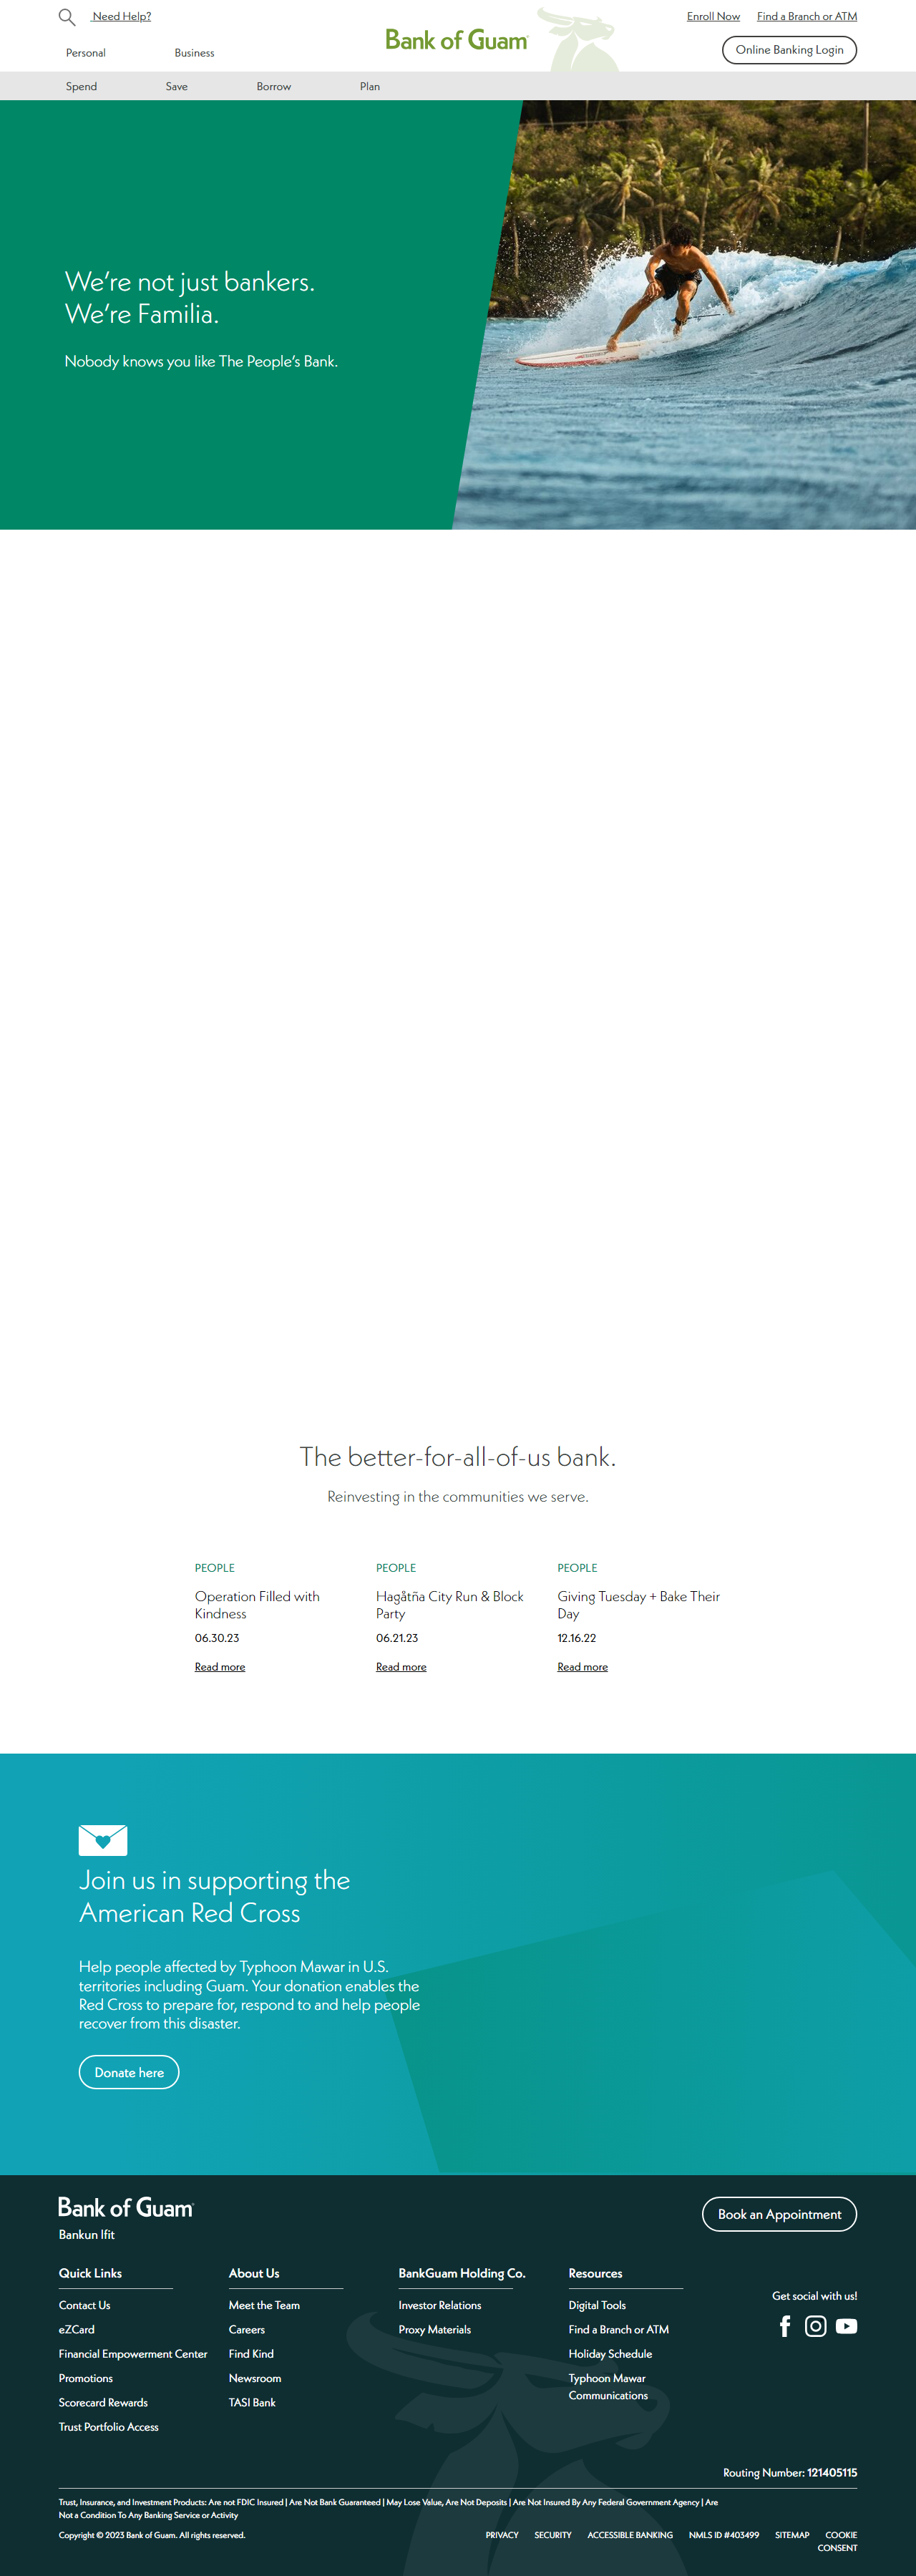 Need Help?
Enroll Now
Find a Branch or ATM
Bank of Guam
Online Banking Login
Personal
Business
Spend
Save
Borrow
Plan
We're not just bankers.
We're Familia.
Nobody knows you like The People's Bank.
The better-for-all-of-us bank.
Reinvesting in the communities we serve.
PEOPLE
Operation Filled with
Kindness
06.30.23
Read more
PEOPLE
Hagåtña City Run & Block
Party
06.21.23
Read more
PEOPLE
Giving Tuesday + Bake Their
Day
12.16.22
Read more
Join us in supporting the
American Red Cross
Help people affected by Typhoon Mawar in U.S.
territories including Guam. Your donation enables the
Red Cross to prepare for, respond to and help people
recover from this disaster.
Donate here
Bank of Guam
Bankun Ifit
Book an Appointment
Quick Links
Contact Us
eZCard
Financial Empowerment Center
Promotions
Scorecard Rewards
Trust Portfolio Access
About Us
Meet the Team
Careers
Find Kind
Newsroom
TASI Bank
BankGuam Holding Co.
Investor Relations
Proxy Materials
Resources
Digital Tools
Find a Branch or ATM
Holiday Schedule
Typhoon Mawar
Communications
Get social with us!
Routing Number: 121405115
Trust, Insurance, and Investment Products: Are not FDIC Insured | Are Not Bank Guaranteed | May Lose Value, Are Not Deposits | Are Not Insured By Any Federal Government Agency | Are
Not a Condition To Any Banking Service or Activity
Copyright © 2023 Bank of Guam. All rights reserved.
PRIVACY
SECURITY
ACCESSIBLE BANKING
NMLS ID #403499
SITEMAP
COOKIE
CONSENT